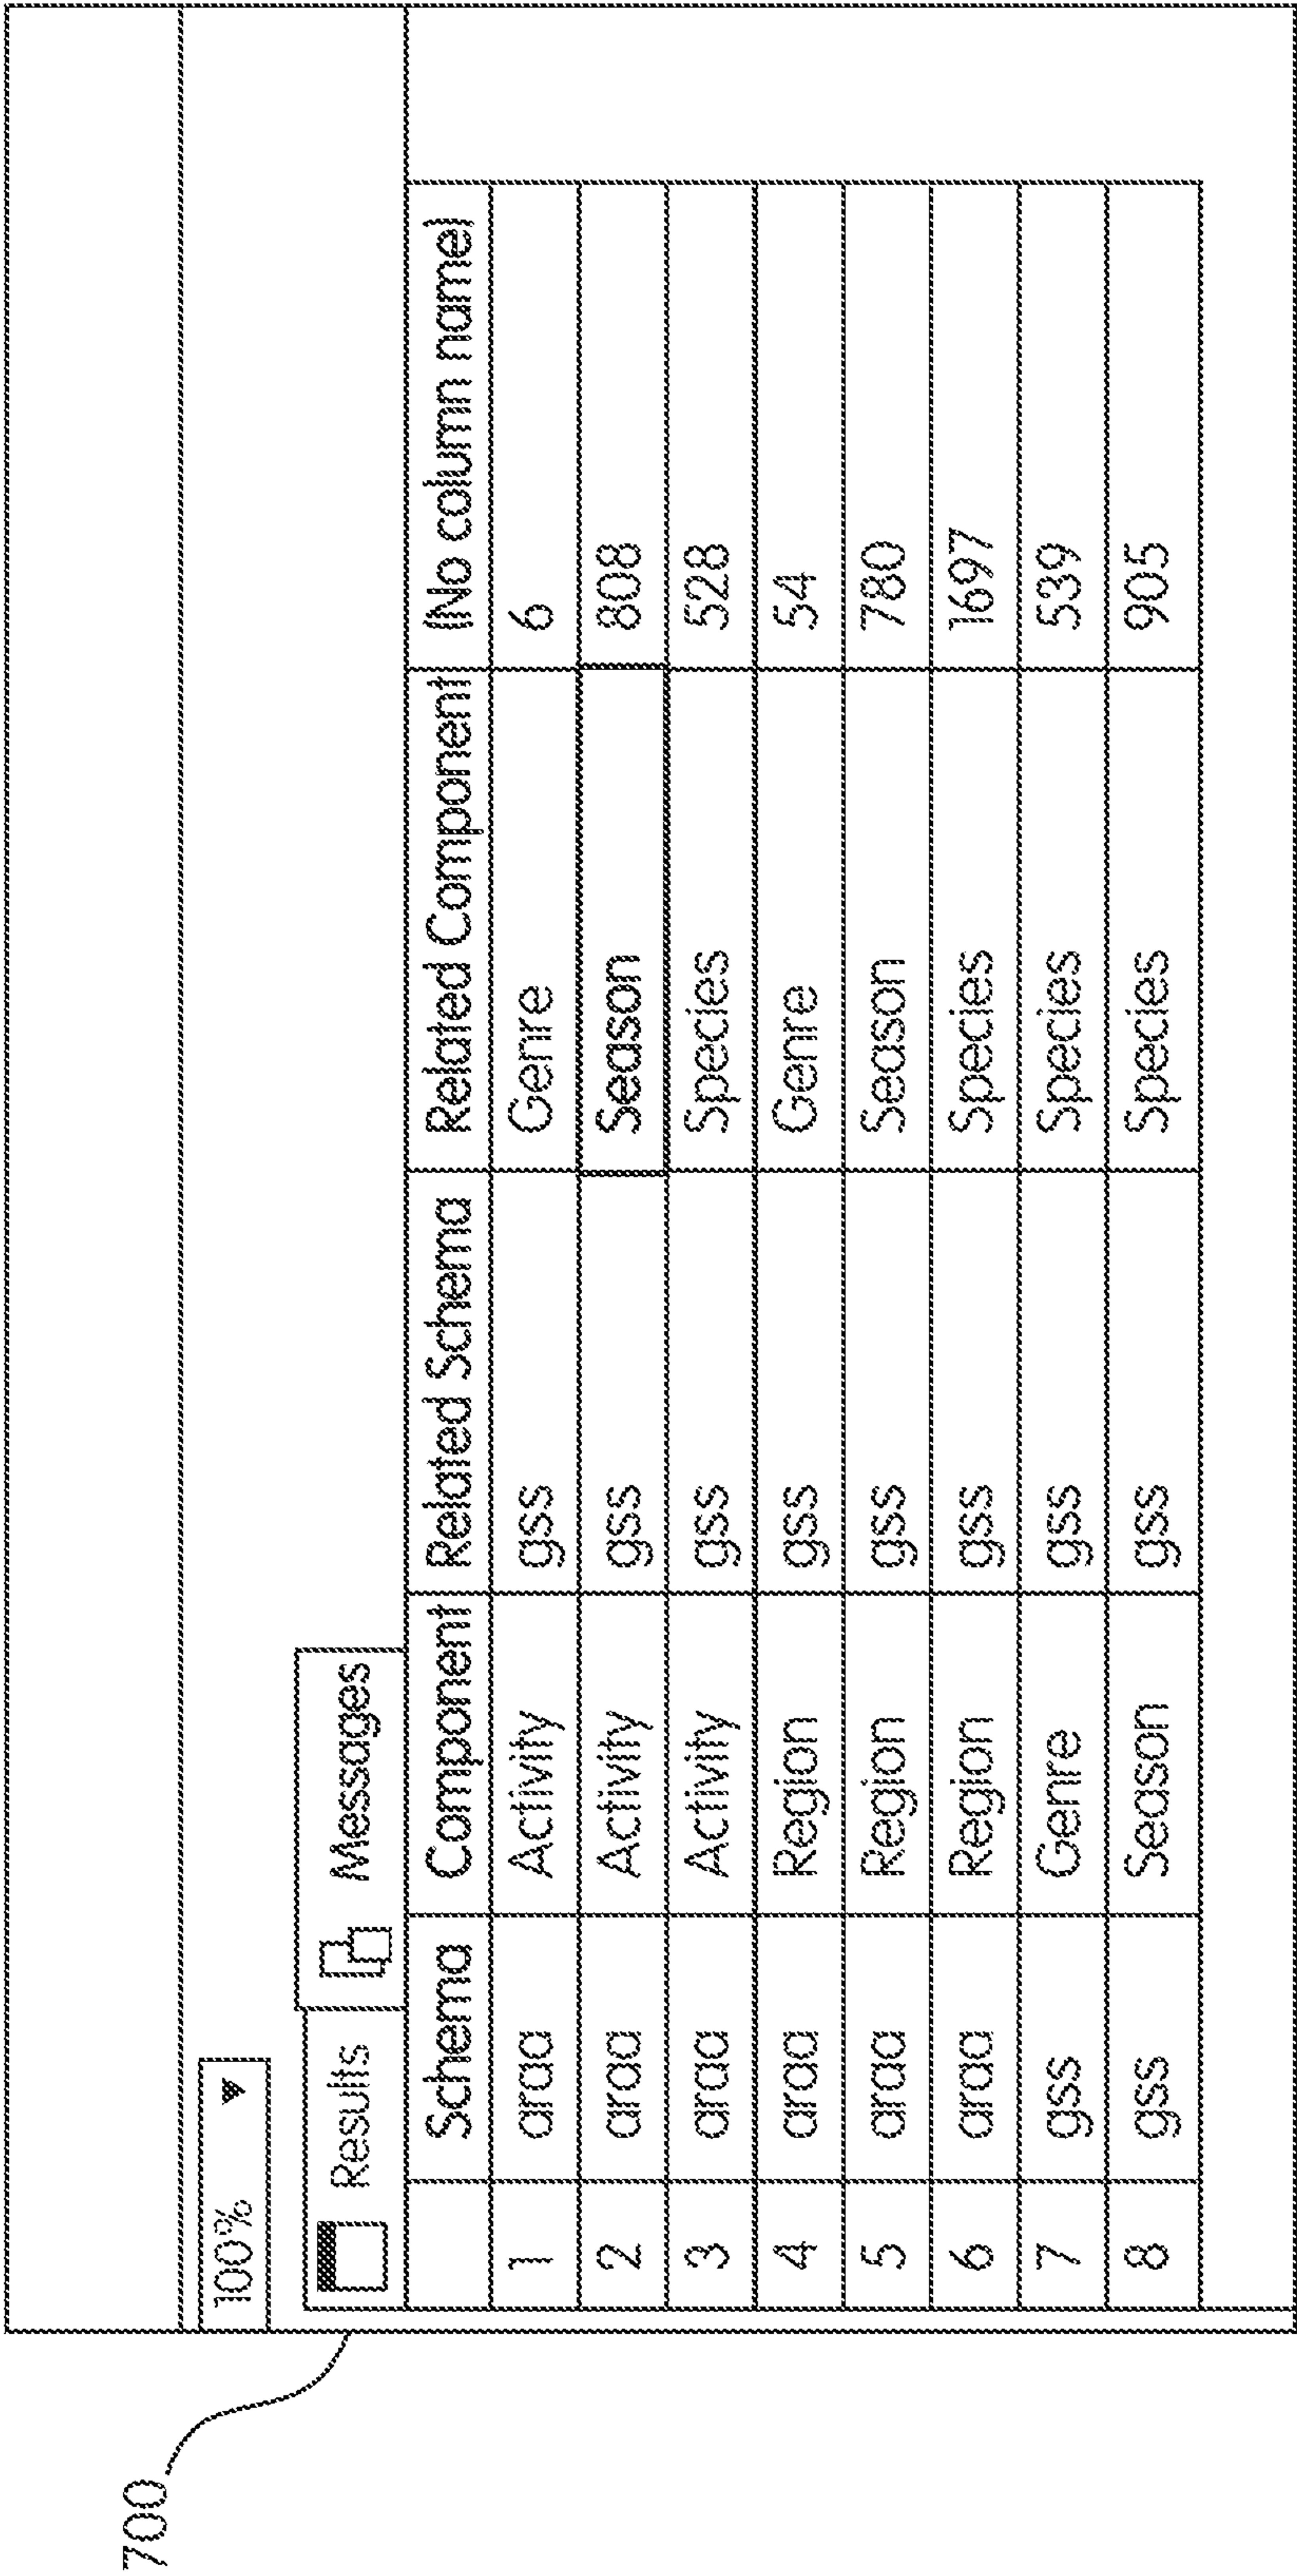 700
100%
Results Messages
Schema Component Related Schema Related Component (No column name)
1 araa Activity gss Genre 6
2 araa Activity gss Season 808
3 araa Activity gss Species 528
4 araa Region gss Genre 54
5 araa Region gss Season 780
6 araa Region gss Species 1697
7 gss Genre gss Species 539
8 gss Season gss Species 905